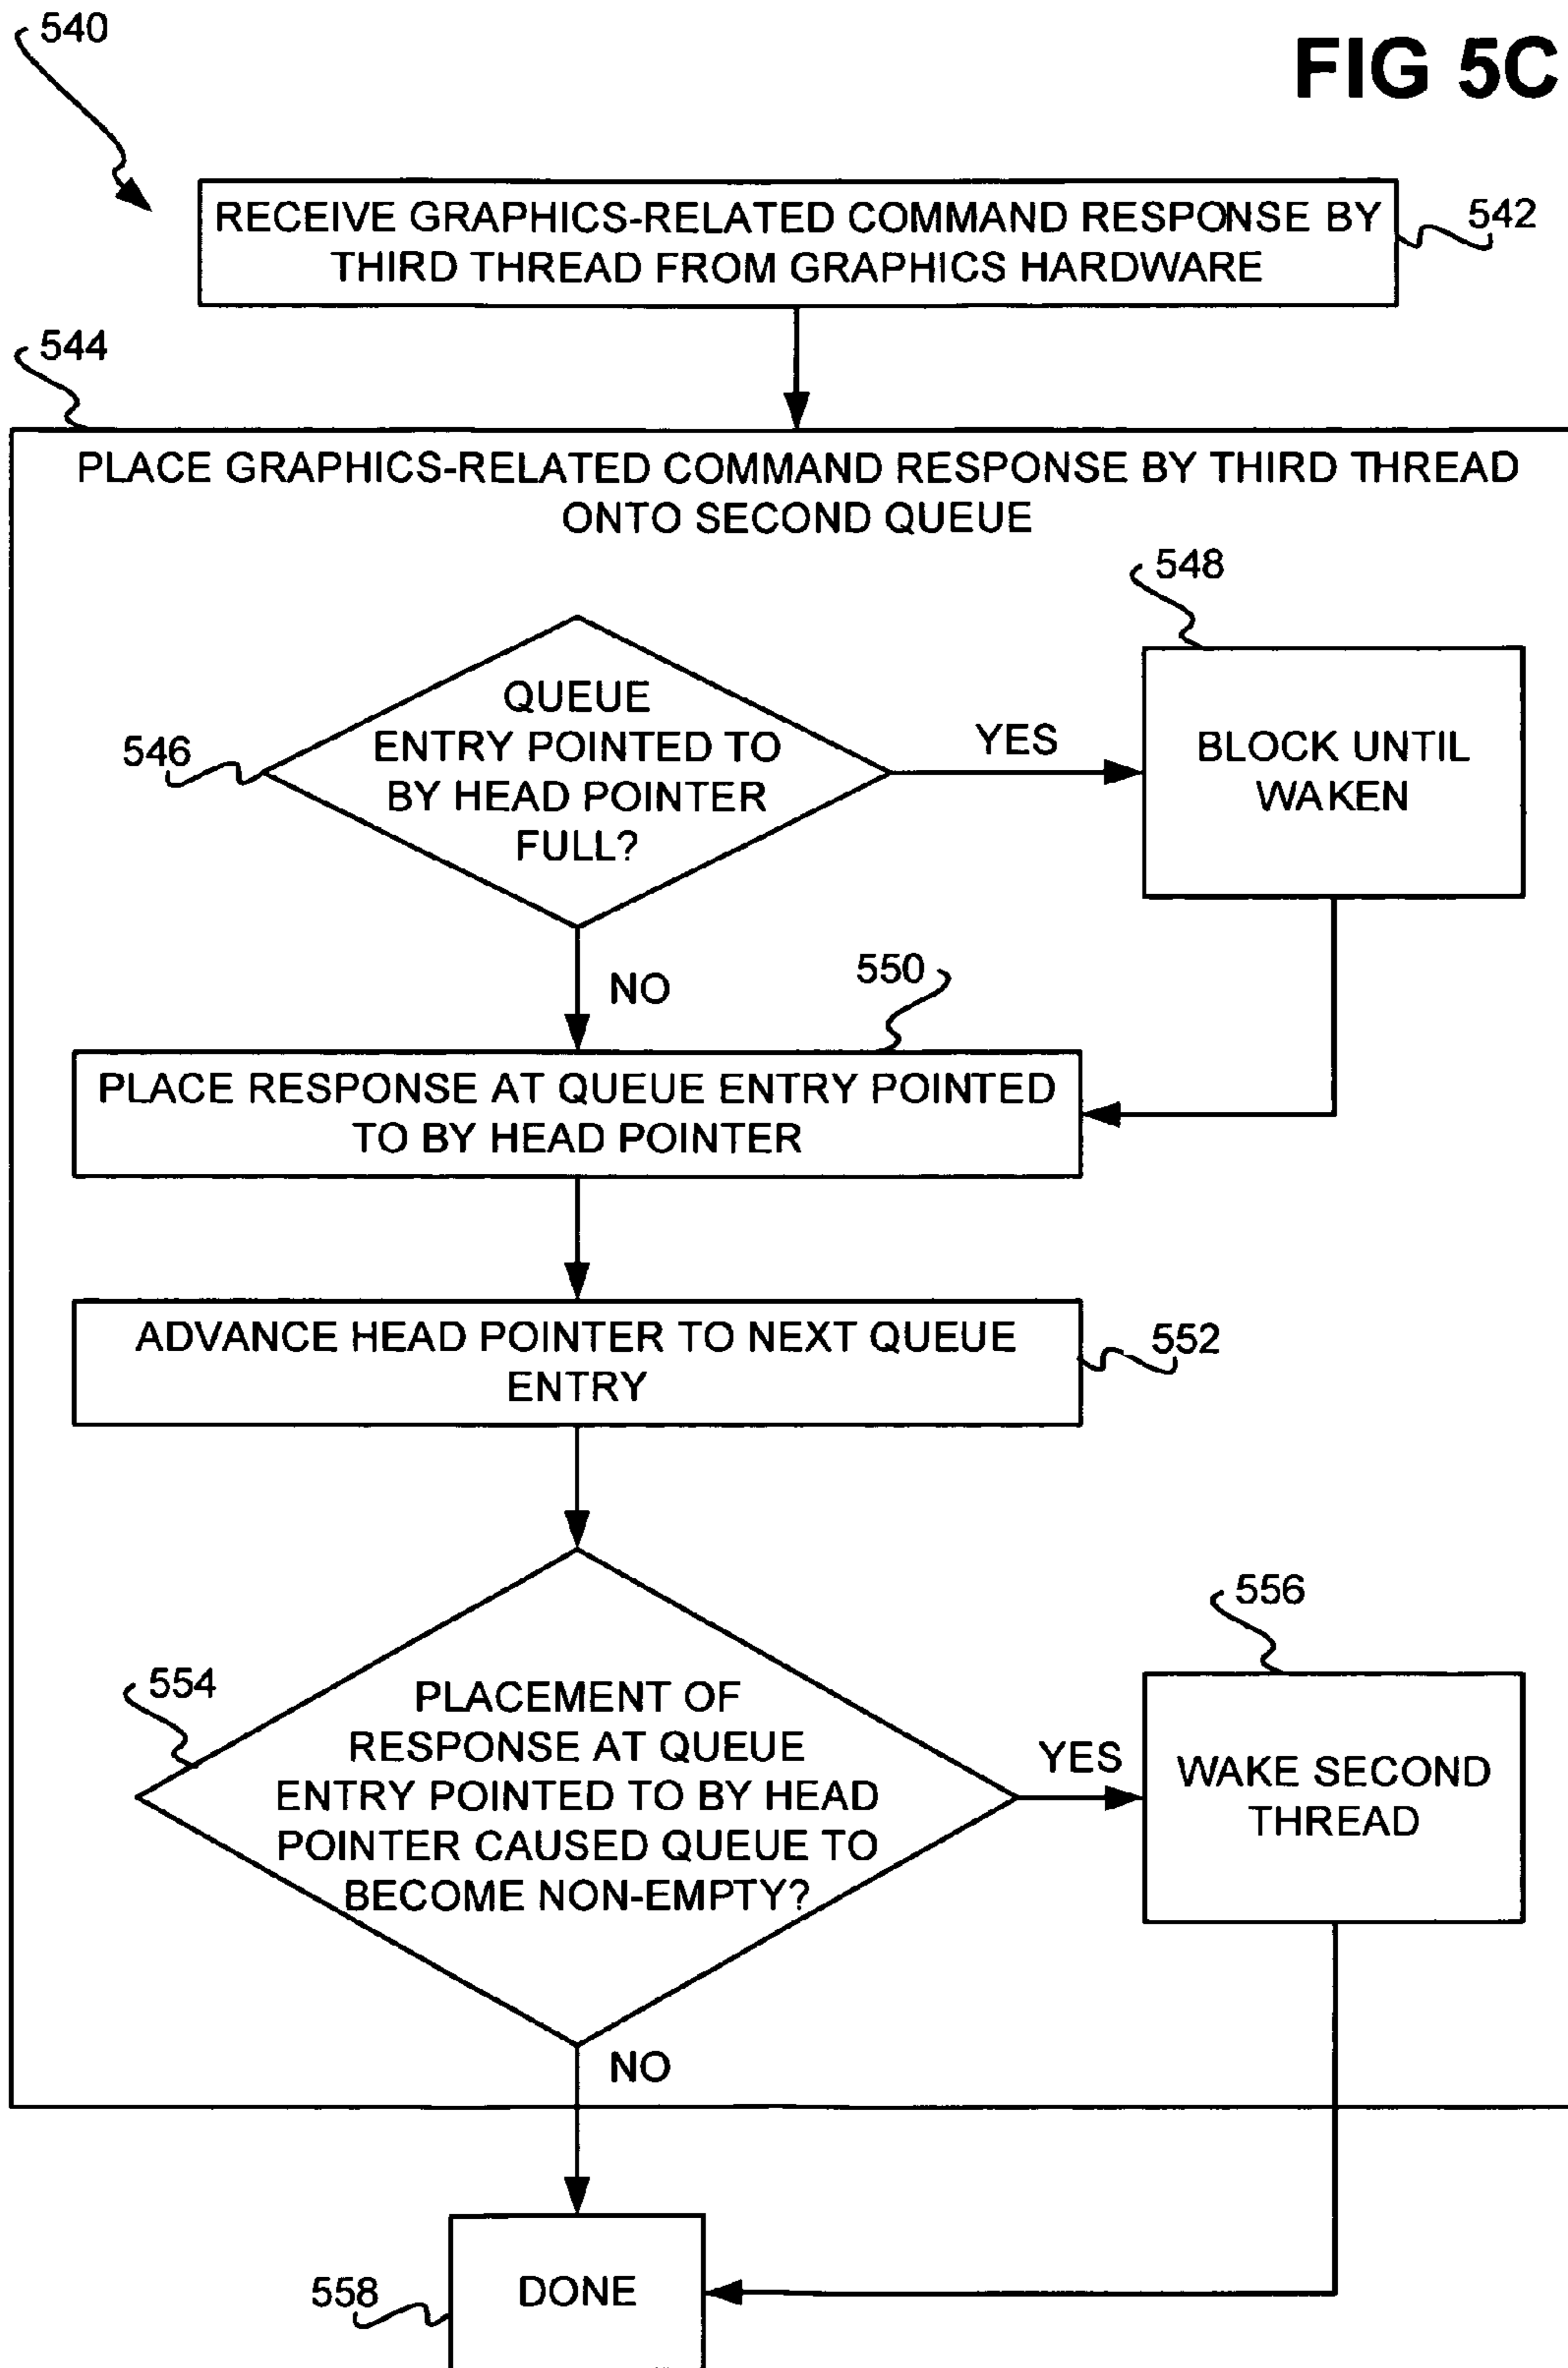 540
FIG 5C
RECEIVE GRAPHICS-RELATED COMMAND RESPONSE BY
THIRD THREAD FROM GRAPHICS HARDWARE
542
544
PLACE GRAPHICS-RELATED COMMAND RESPONSE BY THIRD THREAD
ONTO SECOND QUEUE
548
QUEUE
ENTRY POINTED TO
BY HEAD POINTER
FULL?
546
YES
BLOCK UNTIL
WAKEN
NO
550
PLACE RESPONSE AT QUEUE ENTRY POINTED
TO BY HEAD POINTER
ADVANCE HEAD POINTER TO NEXT QUEUE
ENTRY
552
556
554
PLACEMENT OF
RESPONSE AT QUEUE
ENTRY POINTED TO BY HEAD
POINTER CAUSED QUEUE TO
BECOME NON-EMPTY?
YES
WAKE SECOND
THREAD
NO
558
DONE